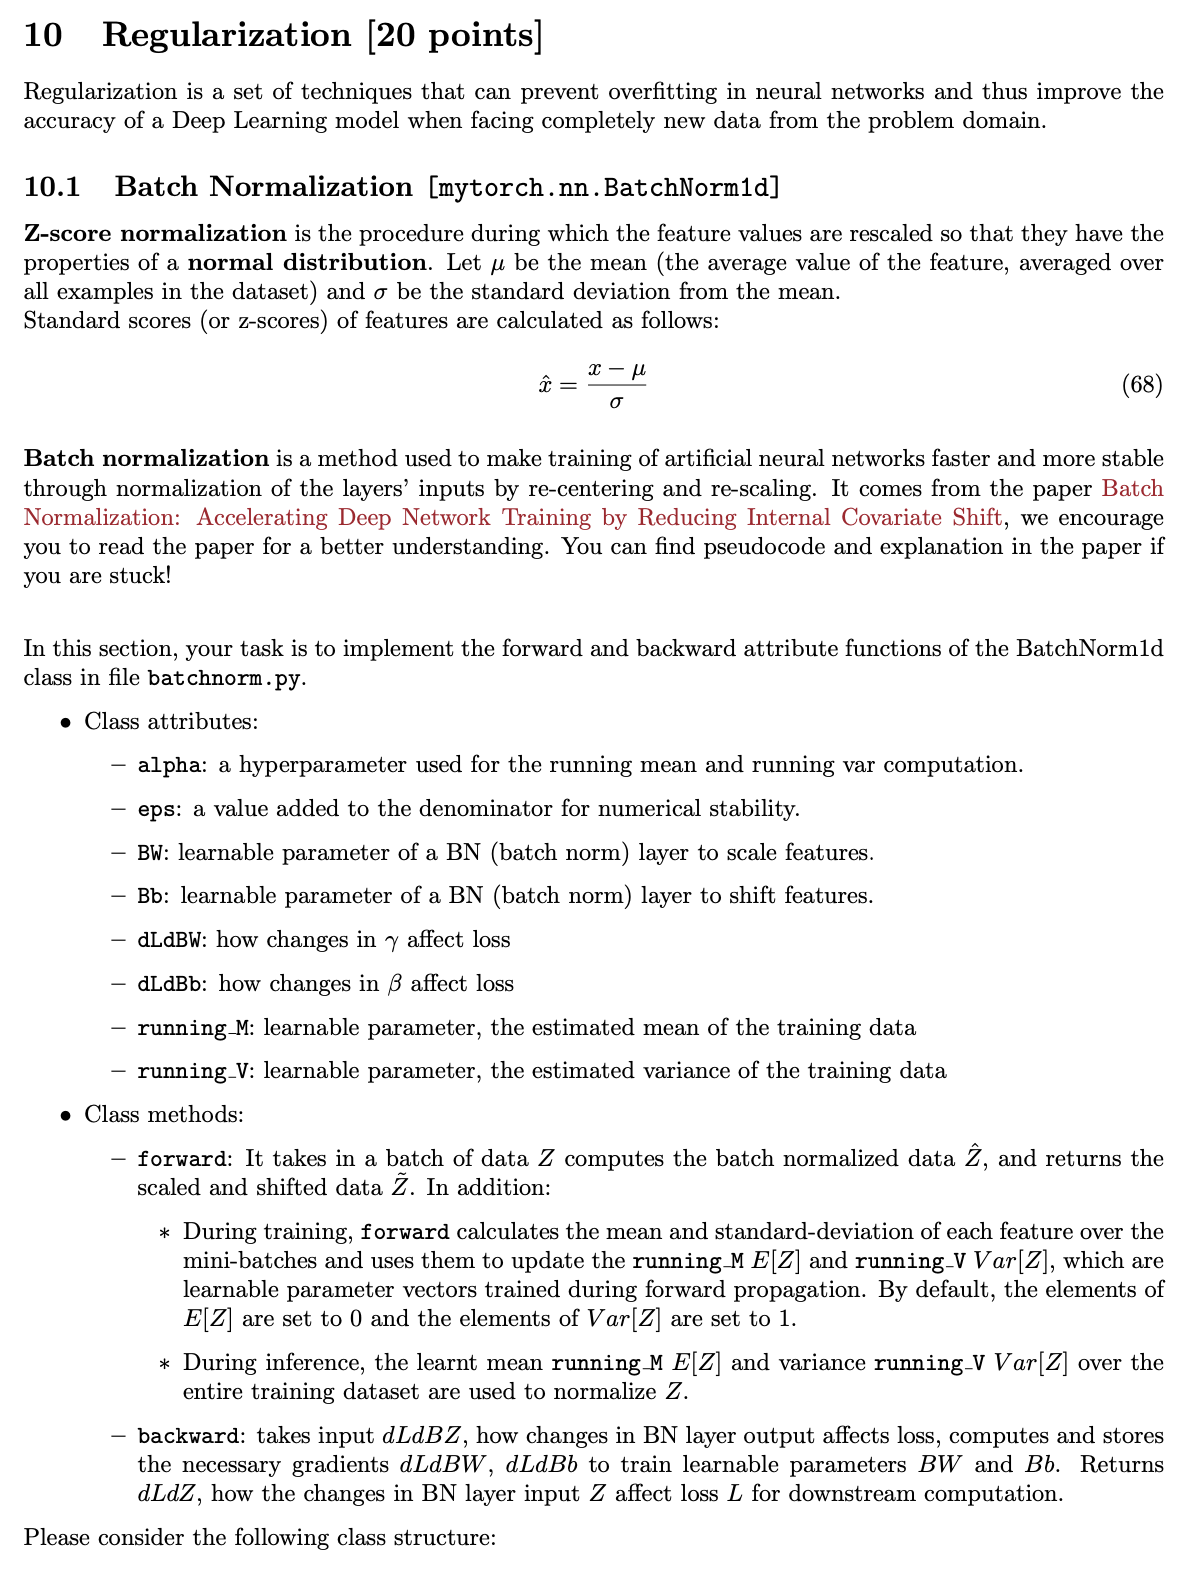 10 Regularization [20 points]
Regularization is a set of techniques that can prevent overfitting in neural networks and thus improve the
accuracy of a Deep Learning model when facing completely new data from the problem domain.
10.1 Batch Normalization [mytorch.nn.BatchNorm1d]
Z-score normalization is the procedure during which the feature values are rescaled so that they have the
properties of a normal distribution. Let μ be the mean (the average value of the feature, averaged over
all examples in the dataset) and σ be the standard deviation from the mean.
Standard scores (or z-scores) of features are calculated as follows:
x̂ = (x − μ) / σ (68)
Batch normalization is a method used to make training of artificial neural networks faster and more stable
through normalization of the layers' inputs by re-centering and re-scaling. It comes from the paper Batch
Normalization: Accelerating Deep Network Training by Reducing Internal Covariate Shift, we encourage
you to read the paper for a better understanding. You can find pseudocode and explanation in the paper if
you are stuck!
In this section, your task is to implement the forward and backward attribute functions of the BatchNorm1d
class in file batchnorm.py.
• Class attributes:
– alpha: a hyperparameter used for the running mean and running var computation.
– eps: a value added to the denominator for numerical stability.
– BW: learnable parameter of a BN (batch norm) layer to scale features.
– Bb: learnable parameter of a BN (batch norm) layer to shift features.
– dLdBW: how changes in γ affect loss
– dLdBb: how changes in β affect loss
– running_M: learnable parameter, the estimated mean of the training data
– running_V: learnable parameter, the estimated variance of the training data
• Class methods:
– forward: It takes in a batch of data Z computes the batch normalized data Ẑ, and returns the
scaled and shifted data Z̃. In addition:
∗ During training, forward calculates the mean and standard-deviation of each feature over the
mini-batches and uses them to update the running_M E[Z] and running_V Var[Z], which are
learnable parameter vectors trained during forward propagation. By default, the elements of
E[Z] are set to 0 and the elements of Var[Z] are set to 1.
∗ During inference, the learnt mean running_M E[Z] and variance running_V Var[Z] over the
entire training dataset are used to normalize Z.
– backward: takes input dLdBZ, how changes in BN layer output affects loss, computes and stores
the necessary gradients dLdBW, dLdBb to train learnable parameters BW and Bb. Returns
dLdZ, how the changes in BN layer input Z affect loss L for downstream computation.
Please consider the following class structure: